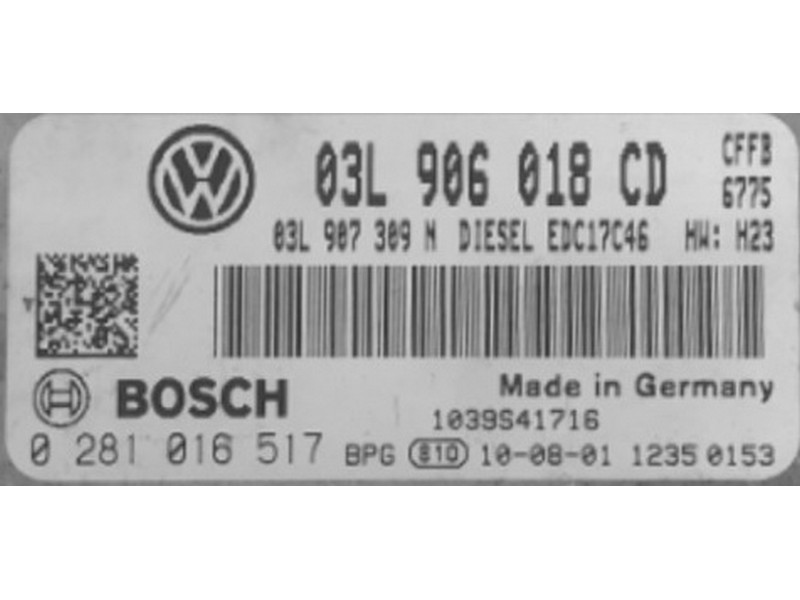 03L 906 018 CD CFFB
6775
03L 907 309 N DIESEL EDC17C46 HW: H23
BOSCH
Made in Germany
1039S41716
0 281 016 517 BPG 810 10-08-01 1235 0153